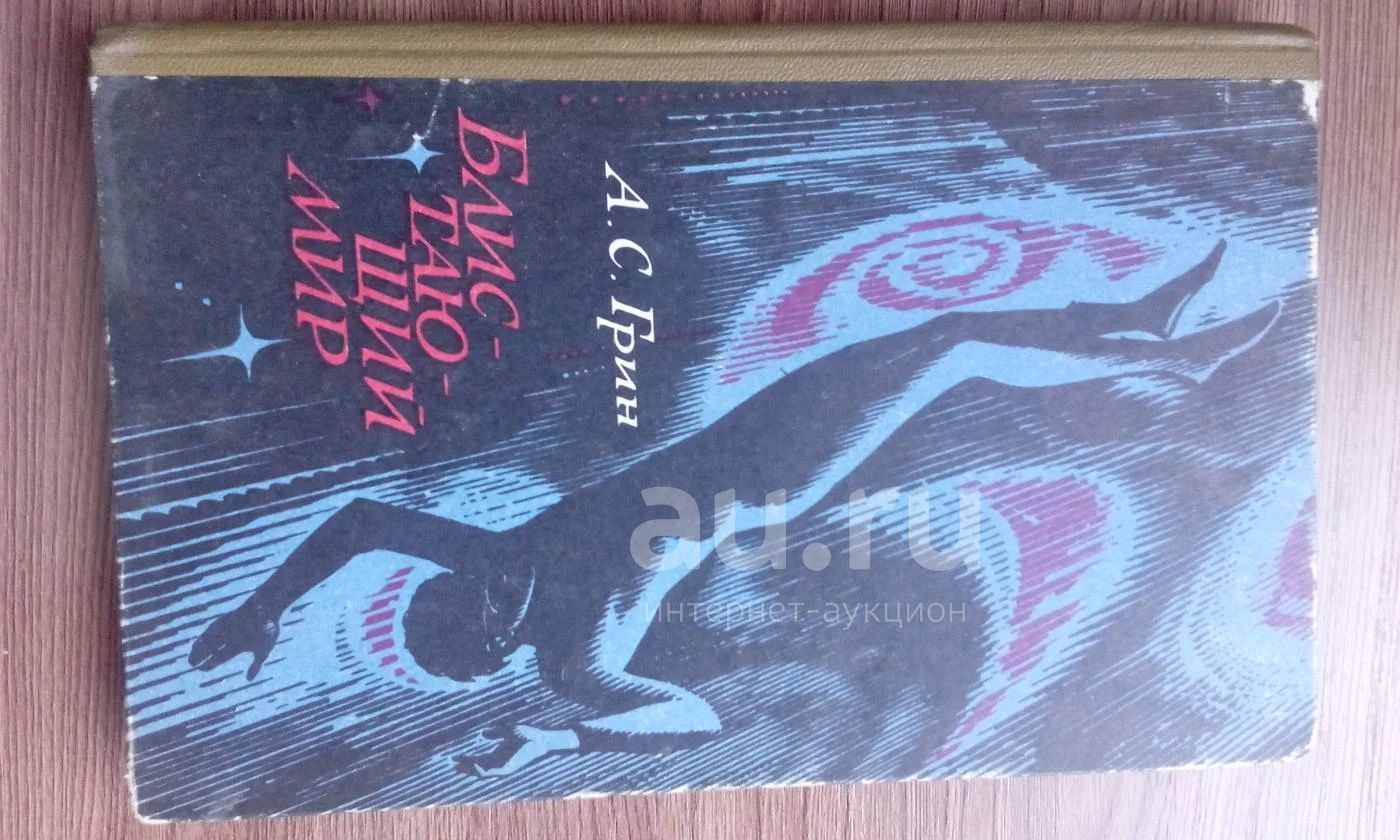 А. С. Грин
БЛИС-
ТАЮ-
ЩИЙ
МИР
au.ru
интернет-аукцион